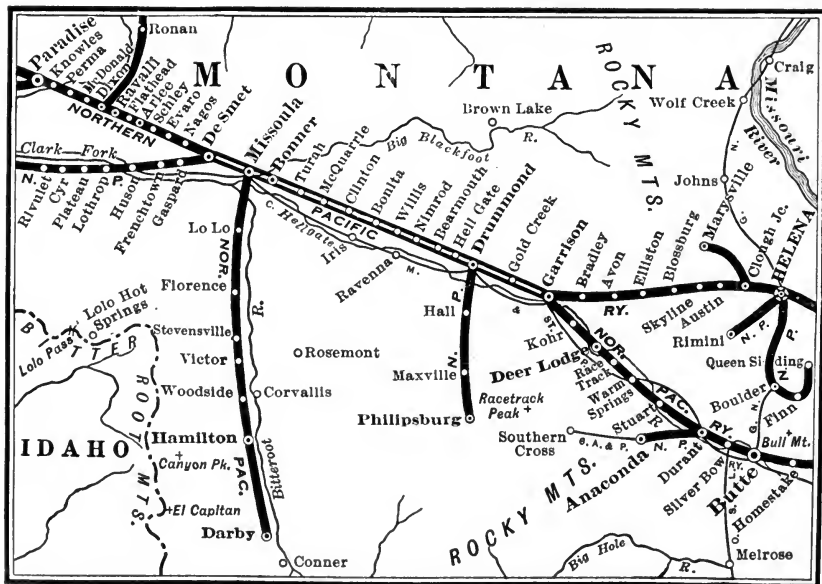 MONTANA
Paradise
Knowles
Perma
McDonald
Dixon
Ravalli
Flathead
Arlee
Schley
Evaro
Nagos
DeSmet
Ronan
NORTHERN
PACIFIC
RY.
Missoula
Bonner
Turah
McQuarrie
Clinton
Bonita
Willis
Nimrod
Bearmouth
Hell Gate
Drummond
Gold Creek
Garrison
Bradley
Avon
Elliston
Blossburg
Skyline
Austin
Marysville
Clough Jc.
HELENA
Rimini
N. P.
Queen Siding
Boulder
Finn
N. P.
G. N.
Bull Mt.
Craig
Missouri
River
Wolf Creek
Johns
G. N.
ROCKY MTS.
Brown Lake
Big Blackfoot
R.
Clark Fork
N. P.
Rivulet
Cyr
Plateau
Lothrop
Huson
Frenchtown
Gaspard
Lo Lo
NOR.
Florence
Stevensville
Victor
Woodside
Hamilton
PAC.
Darby
Corvallis
Conner
Bitteroot
R.
Rosemont
Canyon Pk.
El Capitan
Lolo Hot
Springs
Lolo Pass
BITTER ROOT MTS.
IDAHO
C. Hellgate
Iris
Ravenna
M.
& ST. P.
Hall
Maxville
Philipsburg
N. P.
Racetrack
Peak
Kohr
Deer Lodge
Race
Track
Warm
Springs
Stuart
R.
NOR.
PAC.
RY.
Southern
Cross
B. A. & P.
N. P.
Anaconda
Durant
Silver Bow
Butte
Homestake
S. L. RY.
Melrose
ROCKY MTS.
Big Hole
R.